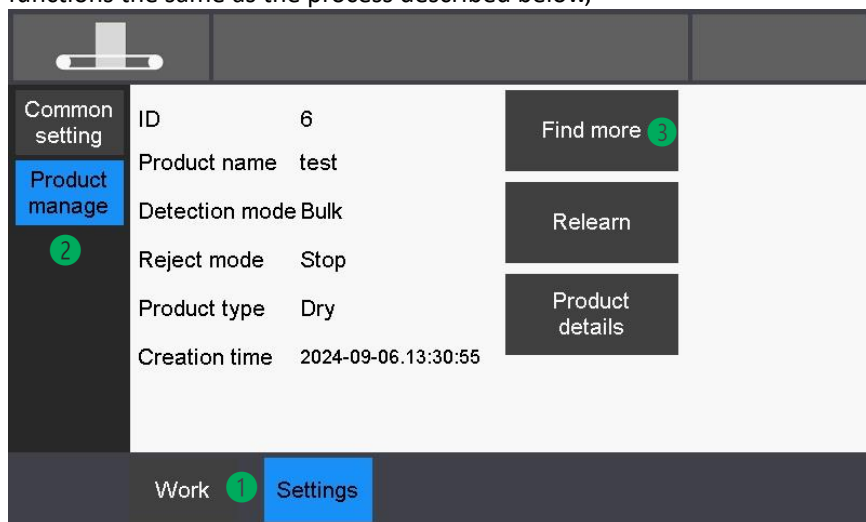 functions the same as the process described below,
Common
setting
Product
manage
2
ID 6
Product name test
Detection mode Bulk
Reject mode Stop
Product type Dry
Creation time 2024-09-06.13:30:55
Find more 3
Relearn
Product
details
Work 1 Settings